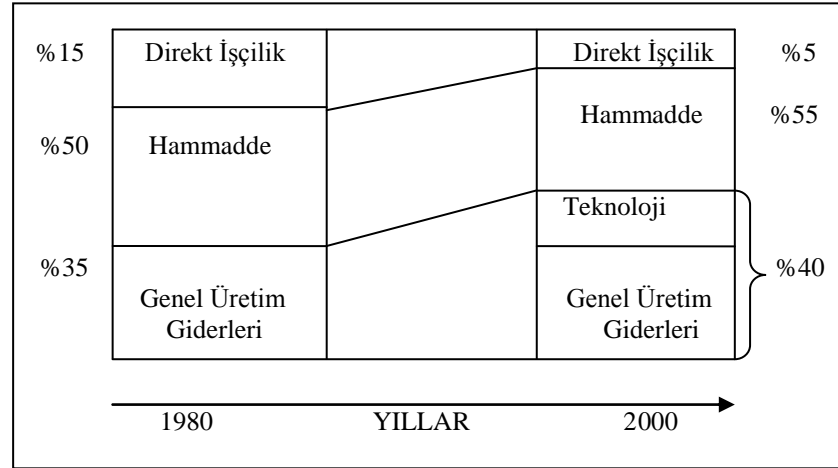 %15 Direkt İşçilik Direkt İşçilik %5
Hammadde %55
%50 Hammadde
Teknoloji
%35 %40
Genel Üretim Genel Üretim
Giderleri Giderleri
1980 YILLAR 2000